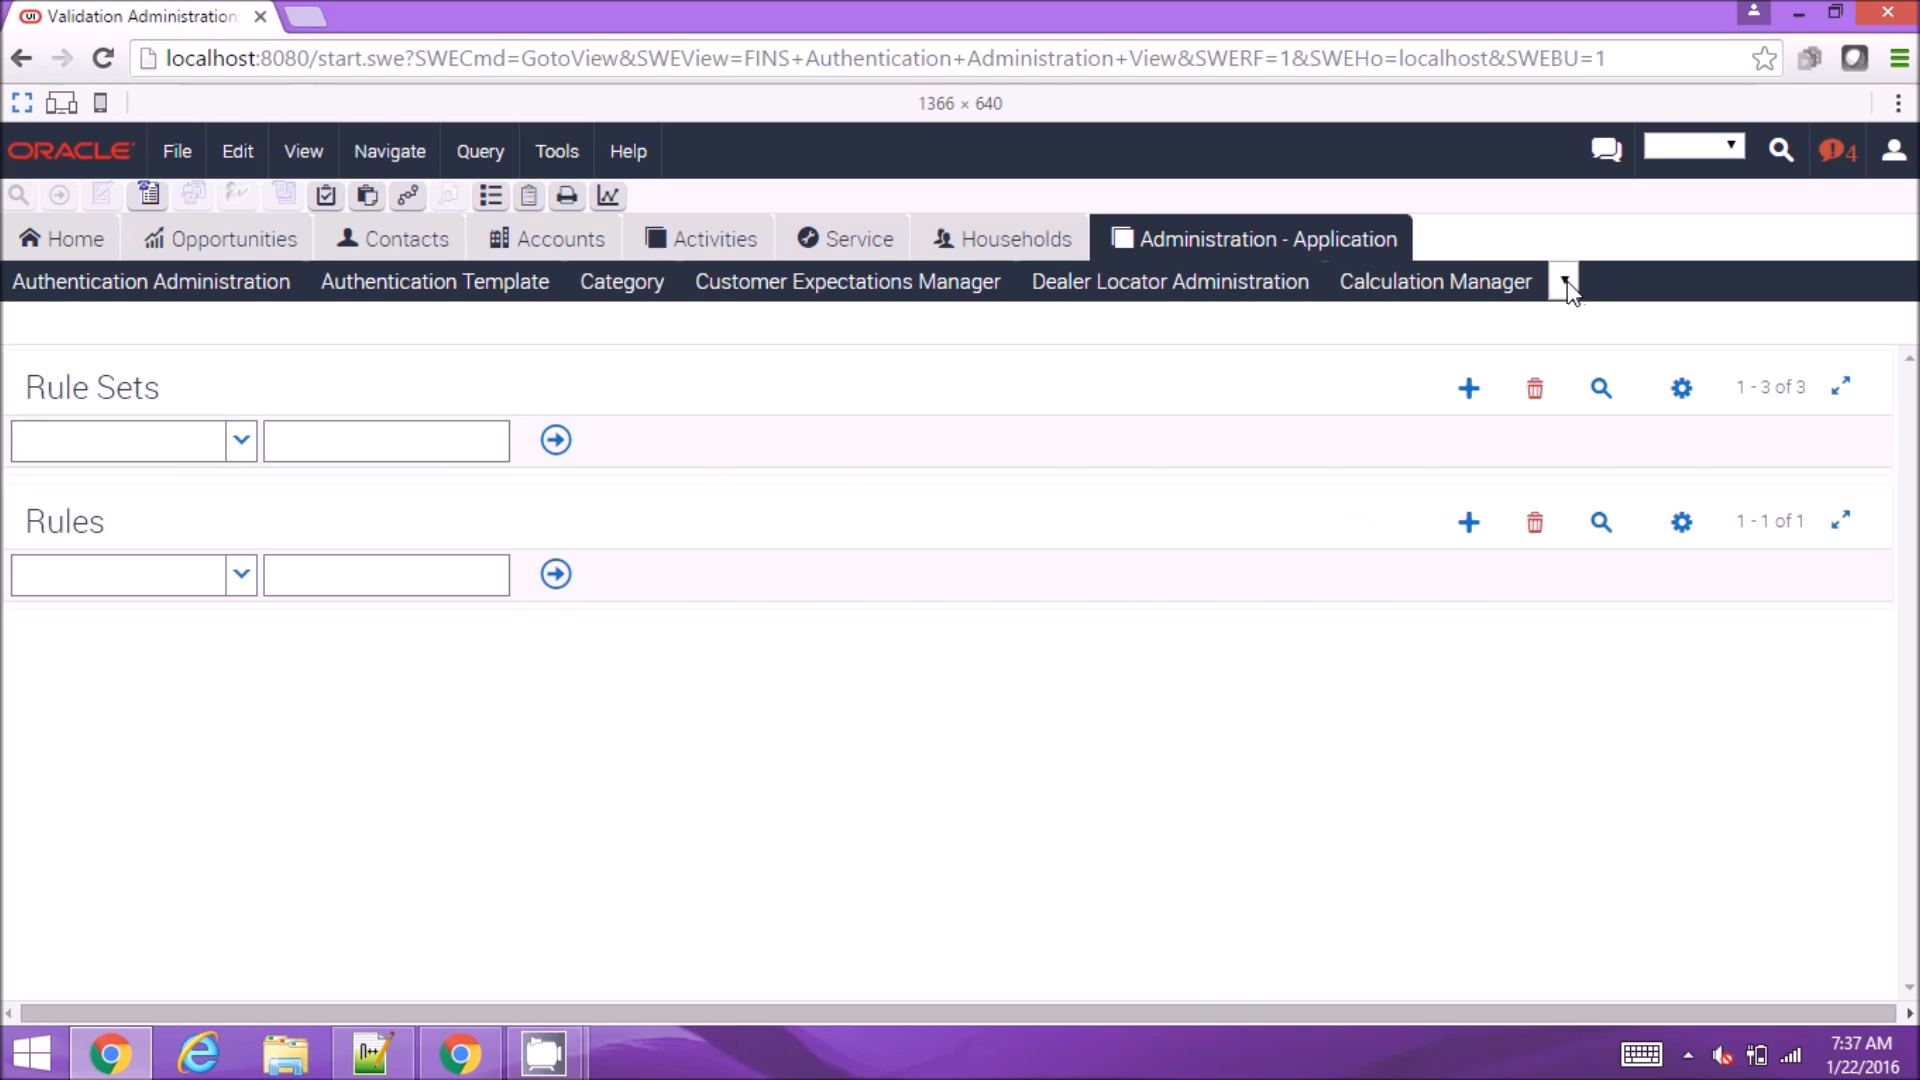 Validation Administration
localhost:8080/start.swe?SWECmd=GotoView&SWEView=FINS+Authentication+Administration+View&SWERF=1&SWEHo=localhost&SWEBU=1
1366 × 640
ORACLE File Edit View Navigate Query Tools Help 4
Home Opportunities Contacts Accounts Activities Service Households Administration - Application
Authentication Administration Authentication Template Category Customer Expectations Manager Dealer Locator Administration Calculation Manager
Rule Sets 1 - 3 of 3
Rules 1 - 1 of 1
7:37 AM
1/22/2016